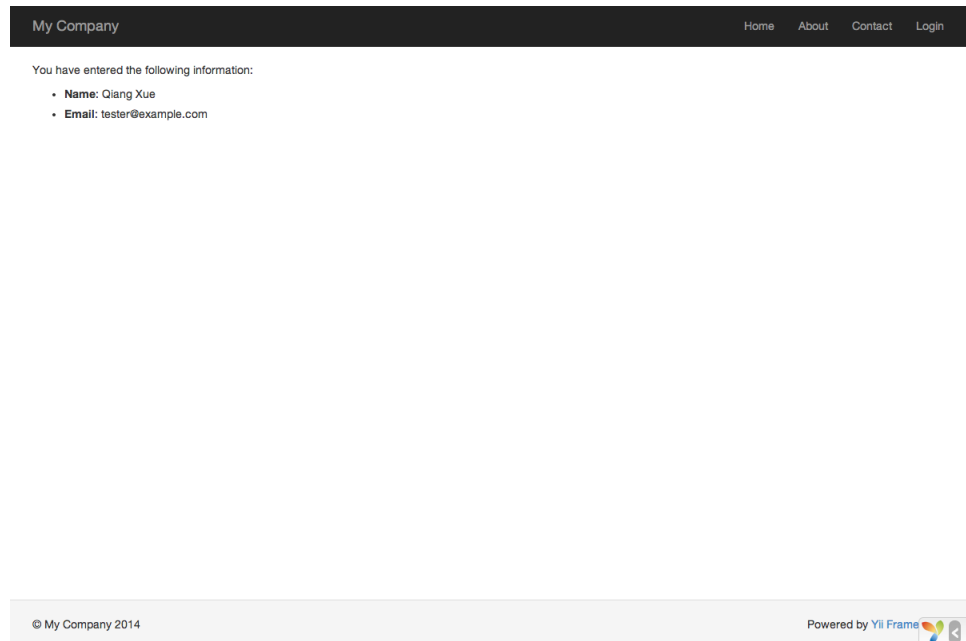 My Company Home About Contact Login
You have entered the following information:
• Name: Qiang Xue
• Email: tester@example.com
© My Company 2014 Powered by Yii Frame